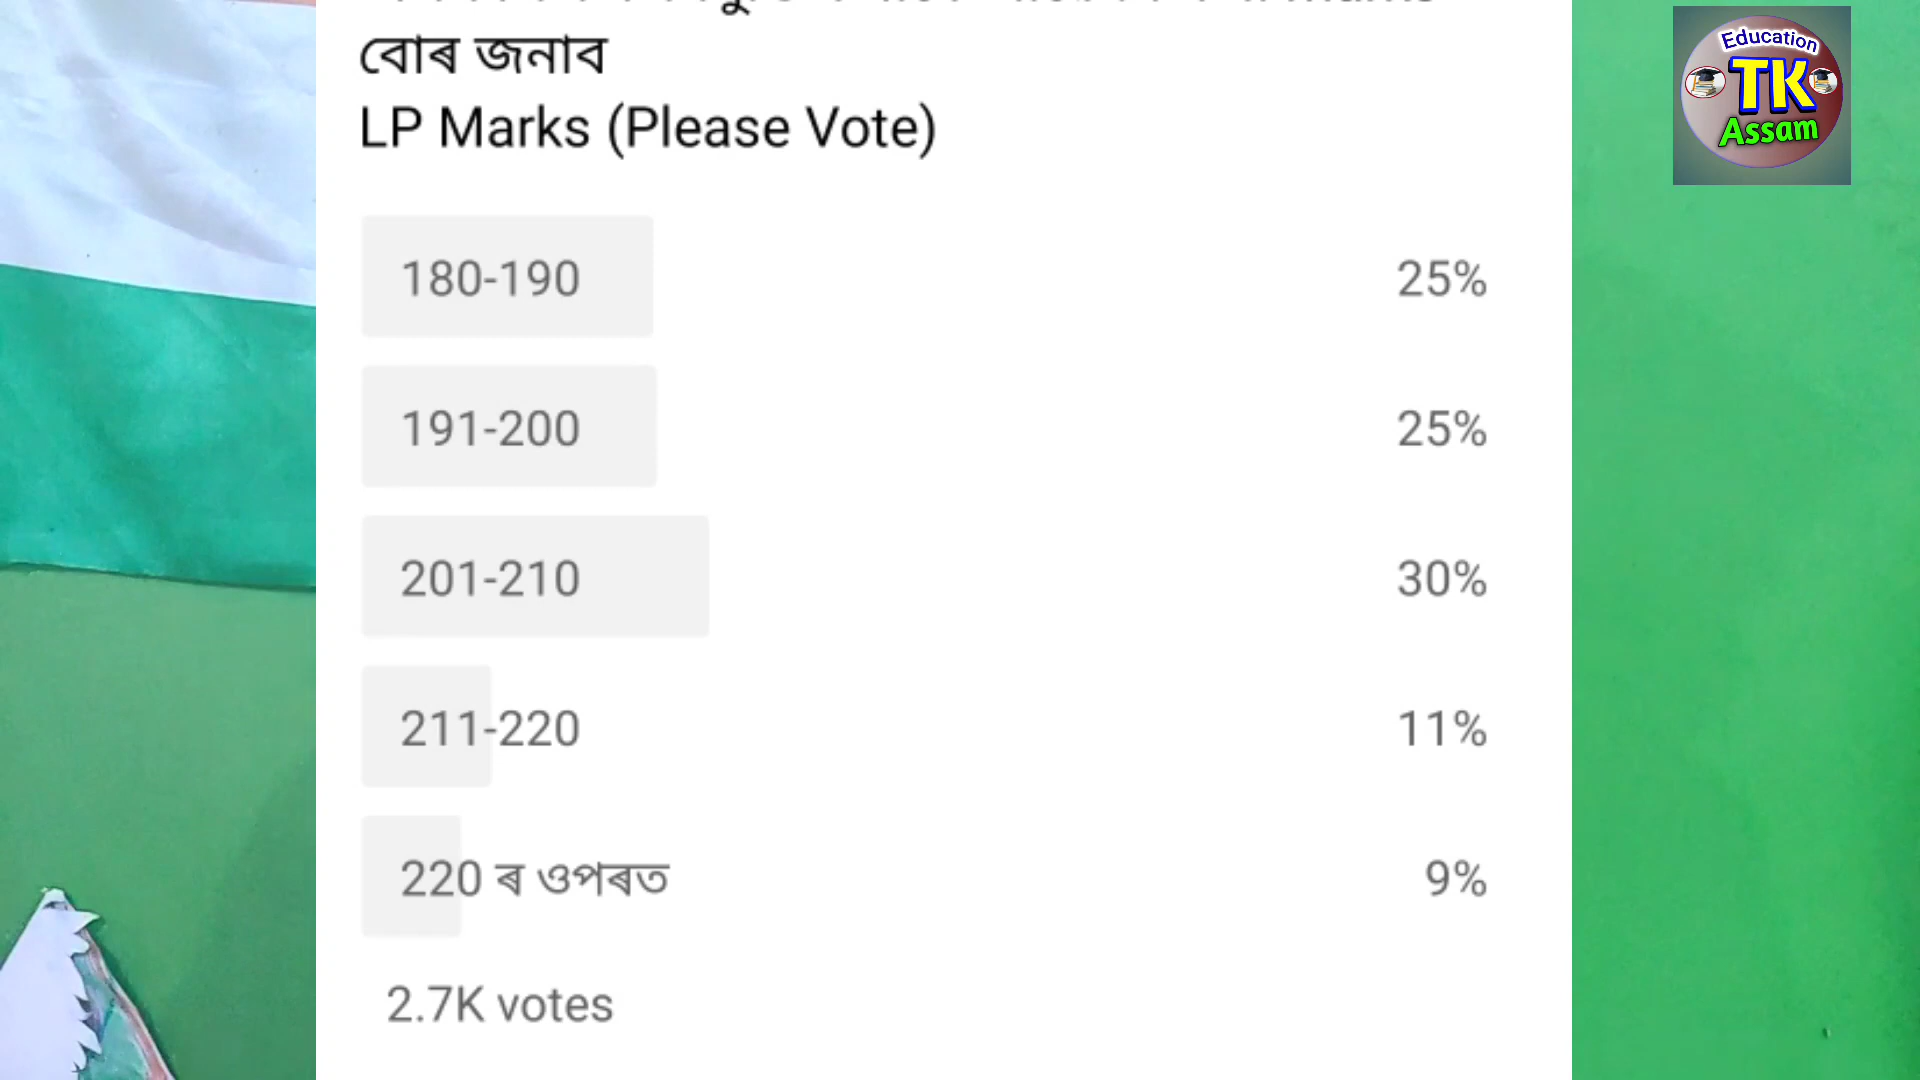 বোৰ জনাব
LP Marks (Please Vote)
180-190 25%
191-200 25%
201-210 30%
211-220 11%
220 ৰ ওপৰত 9%
2.7K votes
Education
TK
Assam